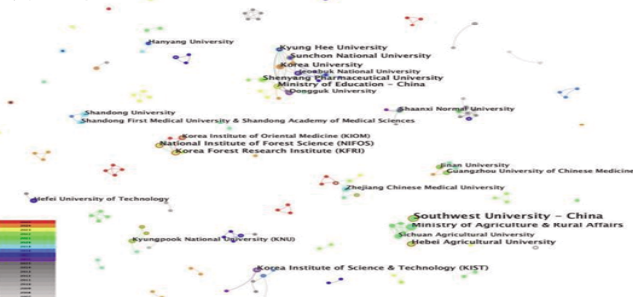 Hanyang University
Kyung Hee University
Sunchon National University
Korea University
Jeonbuk National University
Shenyang Pharmaceutical University
Ministry of Education - China
Dongguk University
Shaanxi Normal University
Shandong University
Shandong First Medical University & Shandong Academy of Medical Sciences
Korea Institute of Oriental Medicine (KIOM)
National Institute of Forest Science (NIFOS)
Korea Forest Research Institute (KFRI)
Jinan University
Guangzhou University of Chinese Medicine
Zhejiang Chinese Medical University
Hefei University of Technology
Southwest University - China
Ministry of Agriculture & Rural Affairs
Sichuan Agricultural University
Hebei Agricultural University
Kyungpook National University (KNU)
Korea Institute of Science & Technology (KIST)